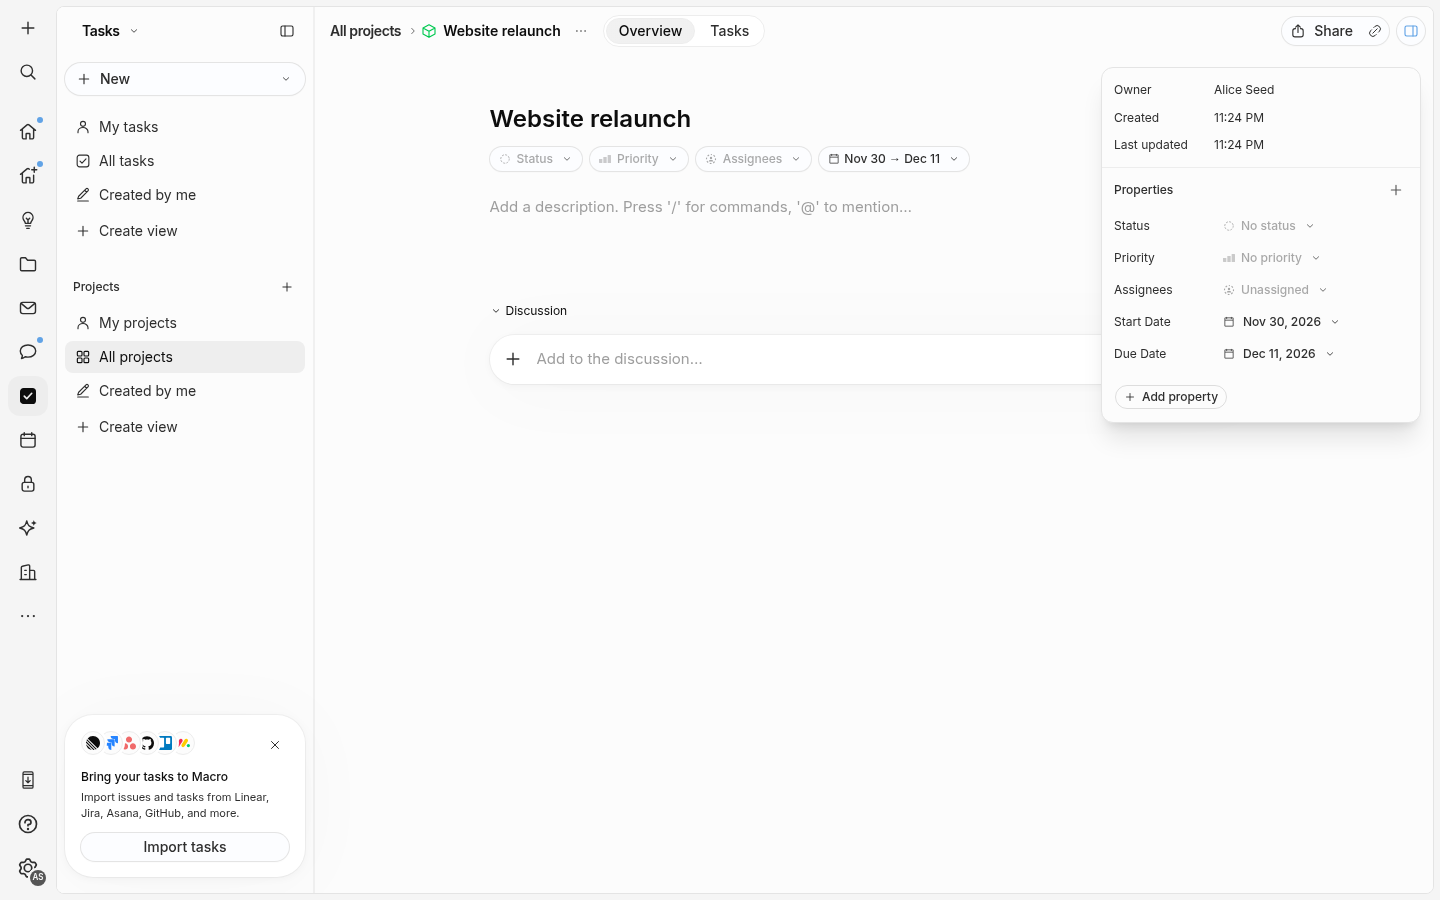 Tasks
New
My tasks
All tasks
Created by me
Create view
Projects
My projects
All projects
Created by me
Create view
Bring your tasks to Macro
Import issues and tasks from Linear,
Jira, Asana, GitHub, and more.
Import tasks
AS
All projects › Website relaunch ···
Overview
Tasks
Share
Website relaunch
Status
Priority
Assignees
Nov 30 → Dec 11
Add a description. Press '/' for commands, '@' to mention...
Discussion
Add to the discussion...
Owner Alice Seed
Created 11:24 PM
Last updated 11:24 PM
Properties
Status No status
Priority No priority
Assignees Unassigned
Start Date Nov 30, 2026
Due Date Dec 11, 2026
Add property